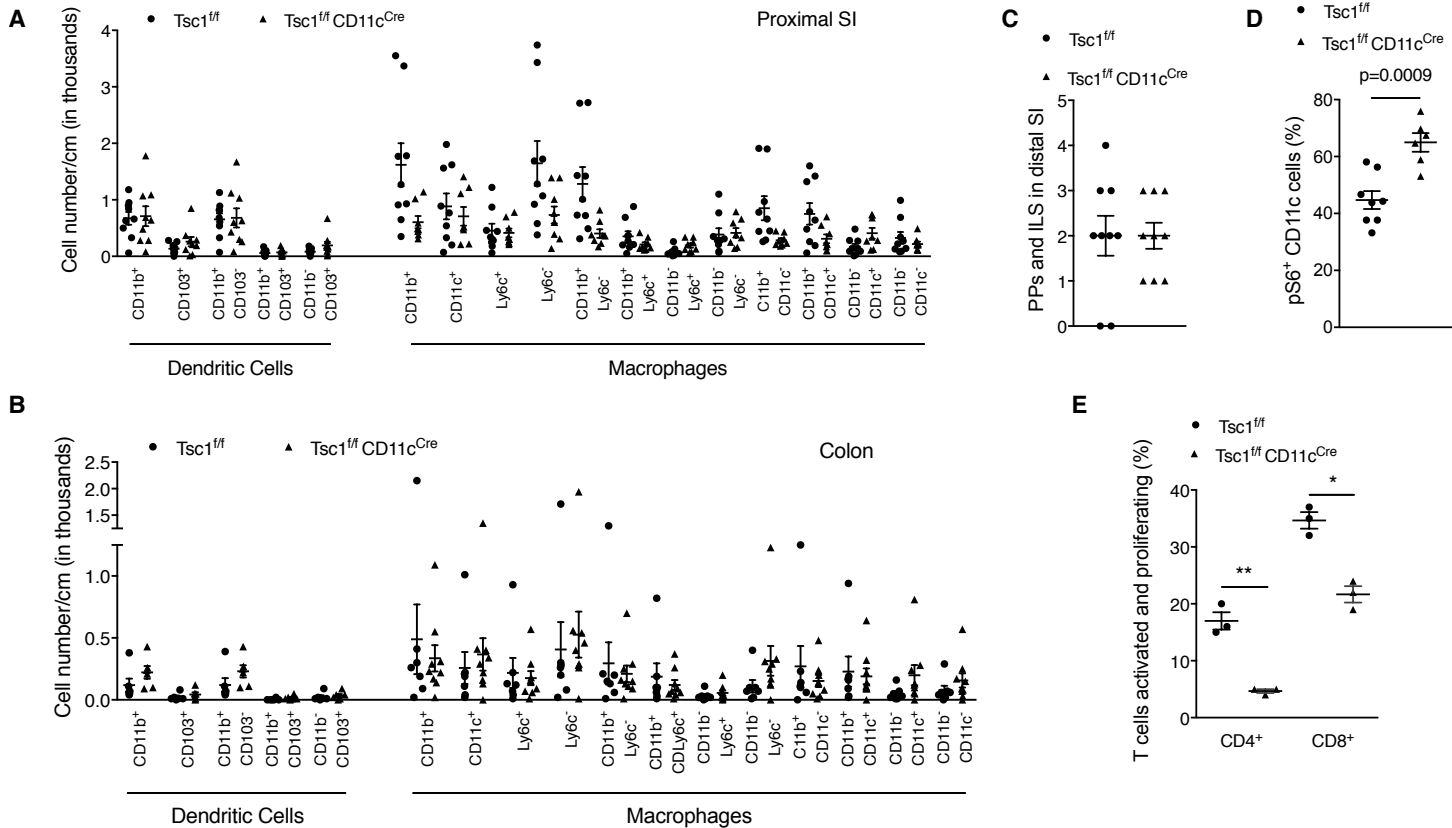 A
Tsc1f/f
Tsc1f/f CD11cCre
Proximal SI
Cell number/cm (in thousands)
4
3
2
1
0
CD11b+
CD103+
CD11b+
CD103-
CD11b+
CD103+
CD11b-
CD103+
CD11b+
CD11c+
Ly6c+
Ly6c-
CD11b+
Ly6c-
CD11b+
Ly6c+
CD11b-
Ly6c+
CD11b-
Ly6c-
C11b+
CD11c-
CD11b+
CD11c+
CD11b-
CD11c+
CD11b-
CD11c-
Dendritic Cells
Macrophages
B
Tsc1f/f
Tsc1f/f CD11cCre
Colon
Cell number/cm (in thousands)
2.5
2.0
1.5
1.0
0.5
0.0
CD11b+
CD103+
CD11b+
CD103-
CD11b+
CD103+
CD11b-
CD103+
CD11b+
CD11c+
Ly6c+
Ly6c-
CD11b+
Ly6c-
CD11b+
CDLy6c+
CD11b-
Ly6c+
CD11b-
Ly6c-
C11b+
CD11c-
CD11b+
CD11c+
CD11b-
CD11c+
CD11b-
CD11c-
Dendritic Cells
Macrophages
C
Tsc1f/f
Tsc1f/f CD11cCre
PPs and ILS in distal SI
5
4
3
2
1
0
D
Tsc1f/f
Tsc1f/f CD11cCre
p=0.0009
pS6+ CD11c cells (%)
80
60
40
20
0
E
Tsc1f/f
Tsc1f/f CD11cCre
T cells activated and proliferating (%)
40
30
20
10
0
**
*
CD4+
CD8+